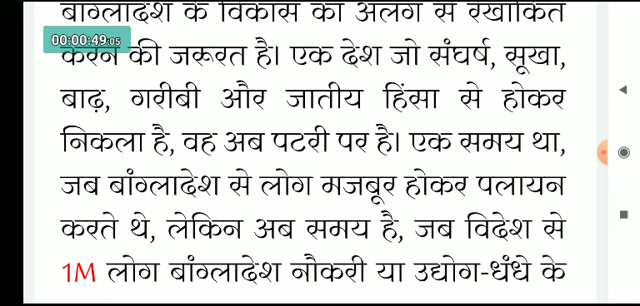 बांग्लादेश के विकास को अलग से रेखांकित
00:00:49:05
करने की जरूरत है। एक देश जो संघर्ष, सूखा,
बाढ़, गरीबी और जातीय हिंसा से होकर
निकला है, वह अब पटरी पर है। एक समय था,
जब बांग्लादेश से लोग मजबूर होकर पलायन
करते थे, लेकिन अब समय है, जब विदेश से
1M लोग बांग्लादेश नौकरी या उद्योग-धंधे के